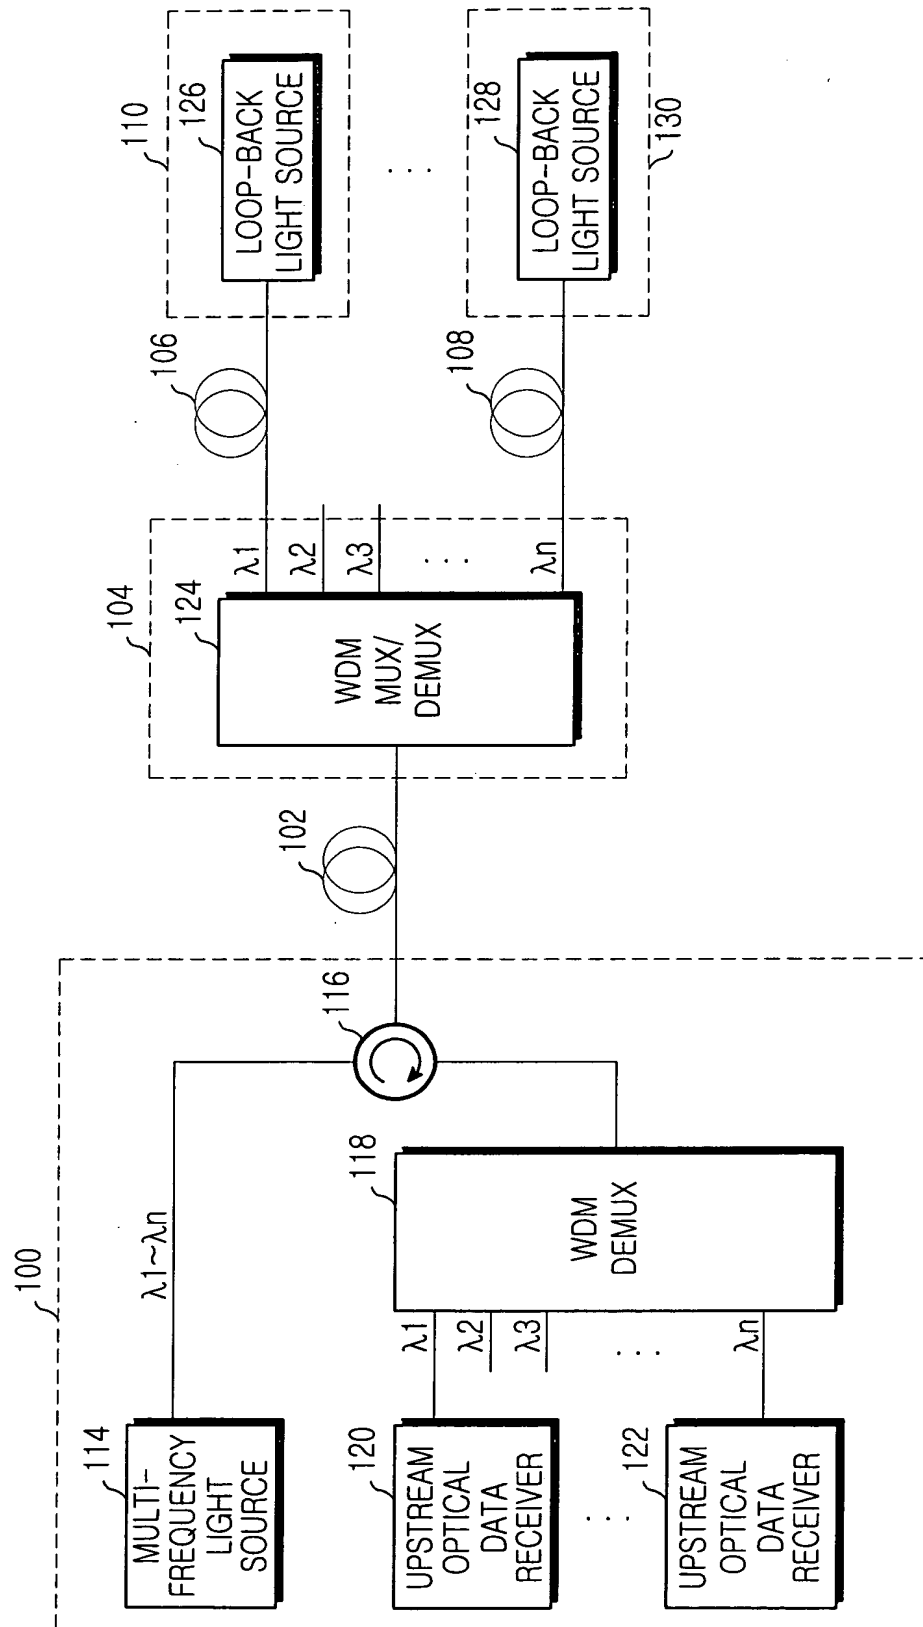 100
114
MULTI-
FREQUENCY
LIGHT
SOURCE
λ1~λn
116
118
WDM
DEMUX
λ1
λ2
λ3
. . .
λn
120
UPSTREAM
OPTICAL
DATA
RECEIVER
. . .
122
UPSTREAM
OPTICAL
DATA
RECEIVER
102
104
124
WDM
MUX/
DEMUX
λ1
λ2
λ3
. . .
λn
106
108
110
126
LOOP-BACK
LIGHT SOURCE
. . .
128
LOOP-BACK
LIGHT SOURCE
130